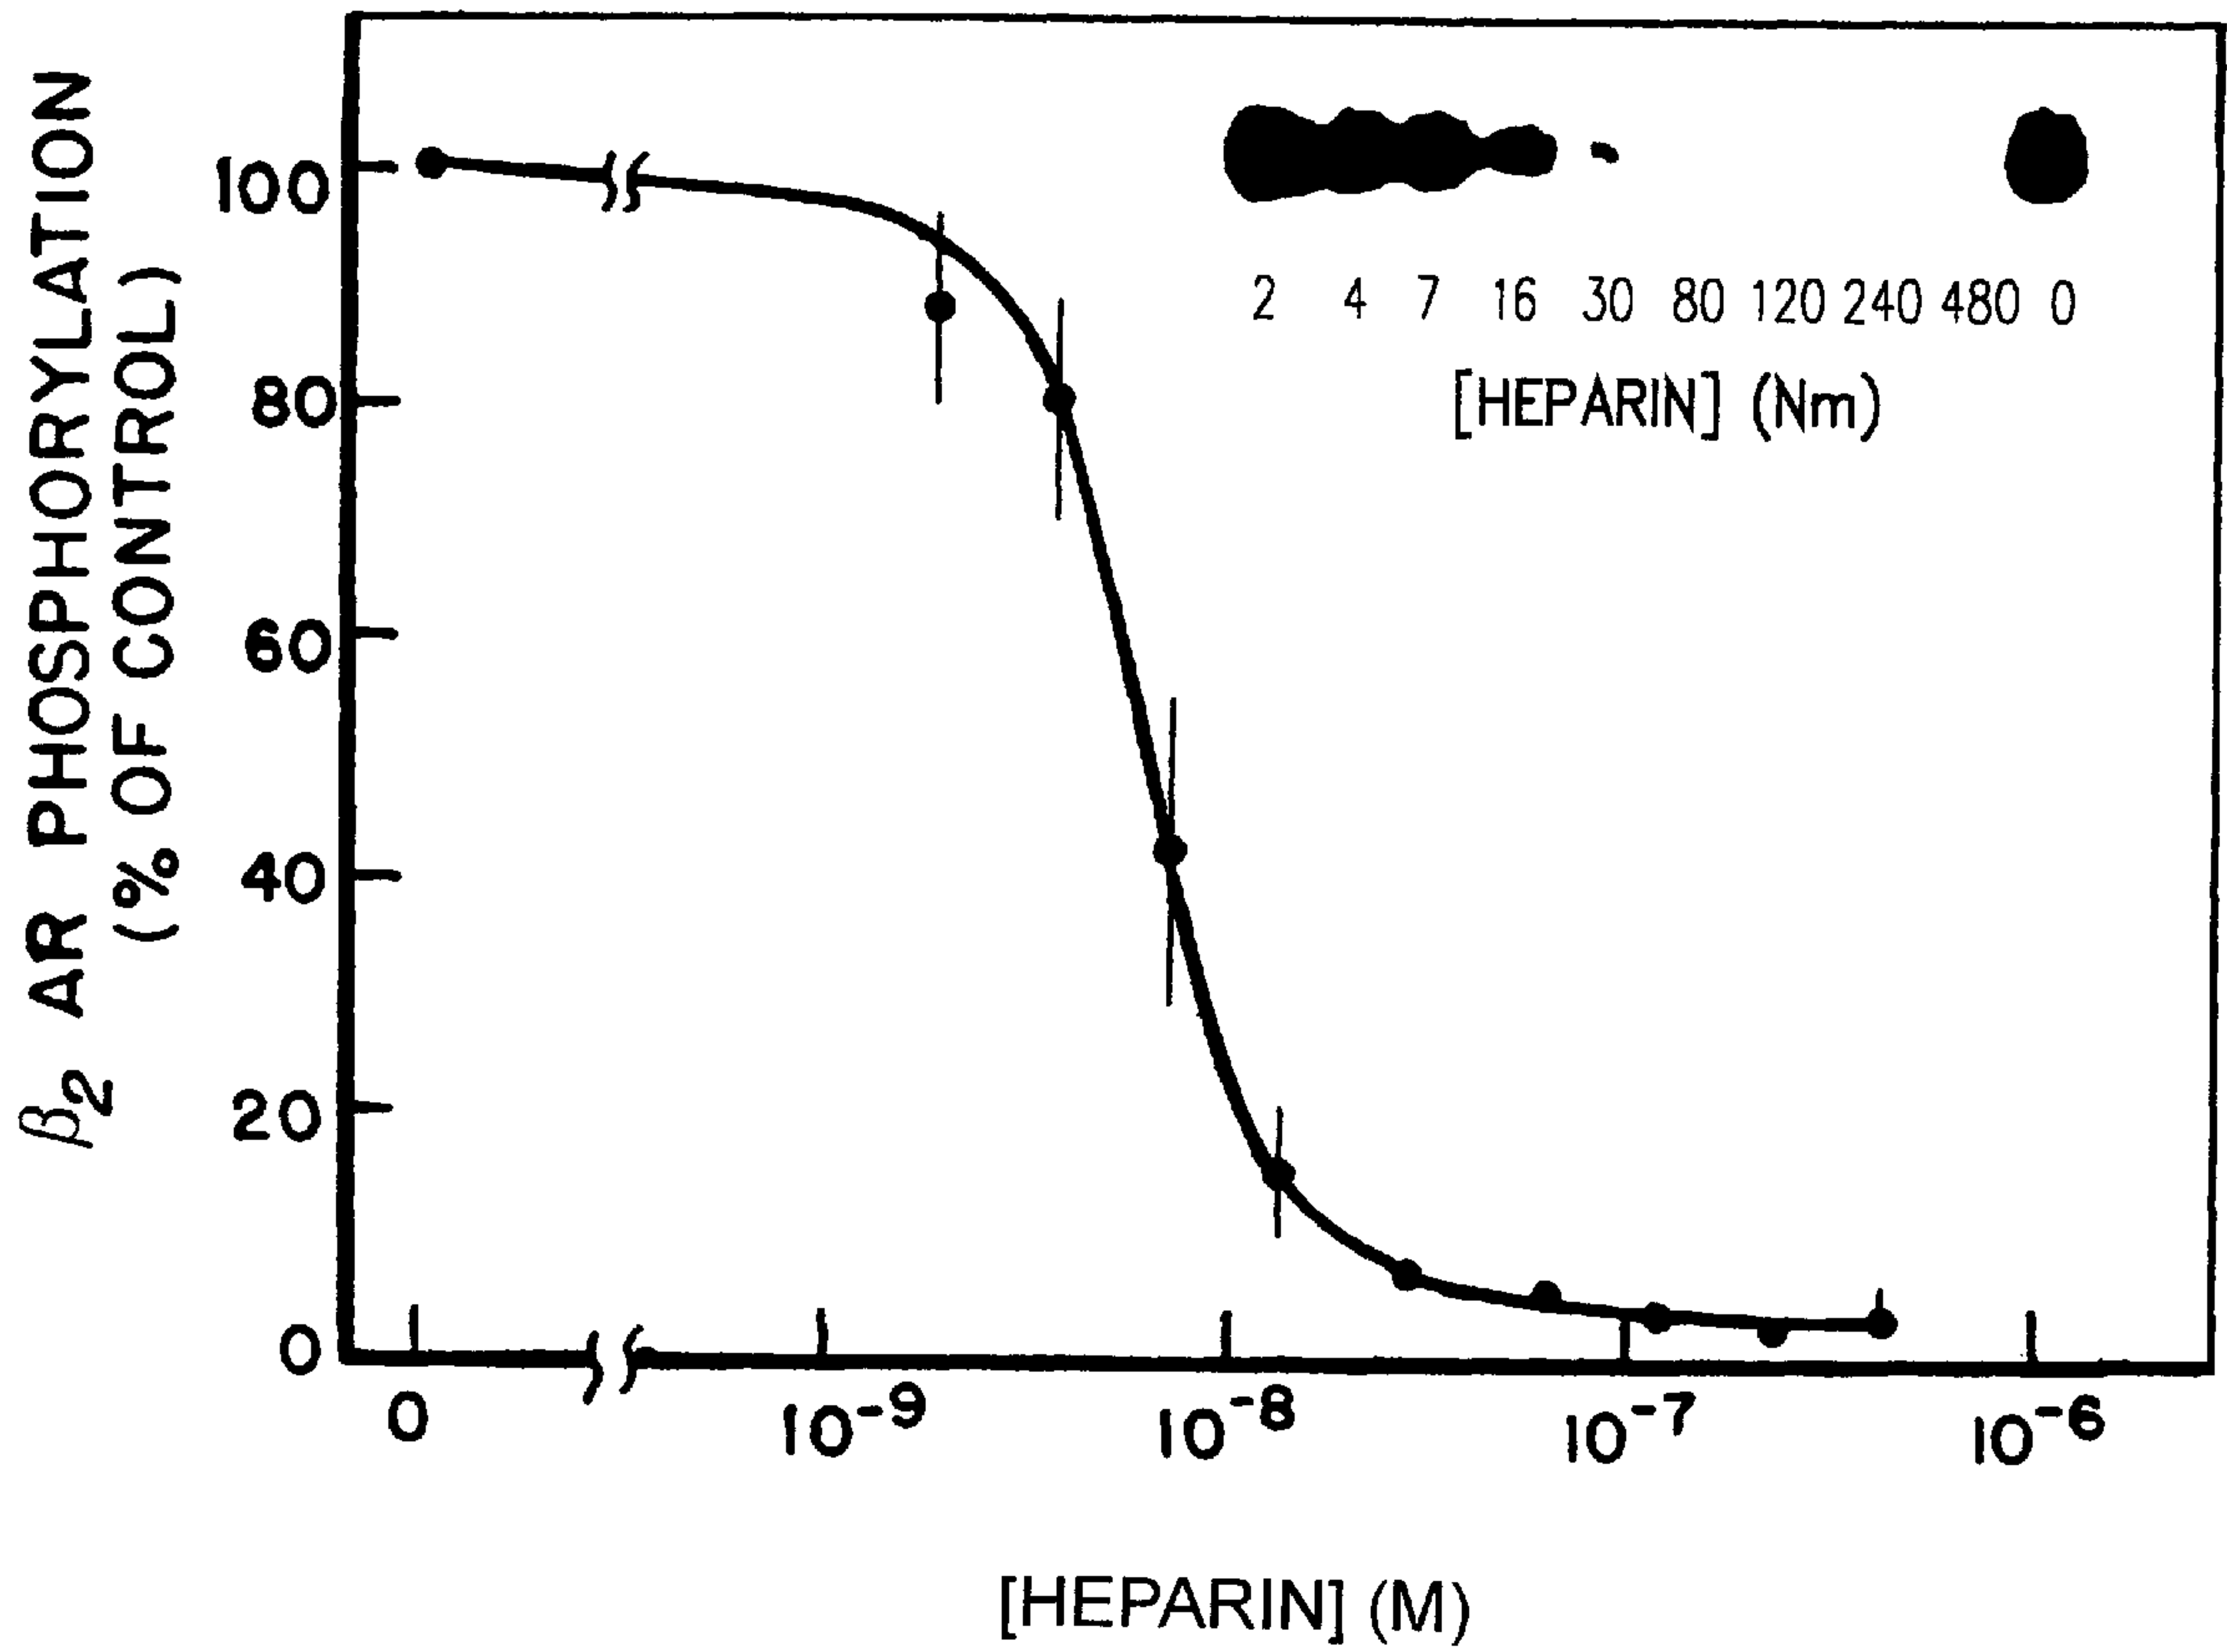 β₂ AR PHOSPHORYLATION
(% OF CONTROL)
100
80
60
40
20
0
2 4 7 16 30 80 120 240 480 0
[HEPARIN] (Nm)
0 10⁻⁹ 10⁻⁸ 10⁻⁷ 10⁻⁶
[HEPARIN] (M)